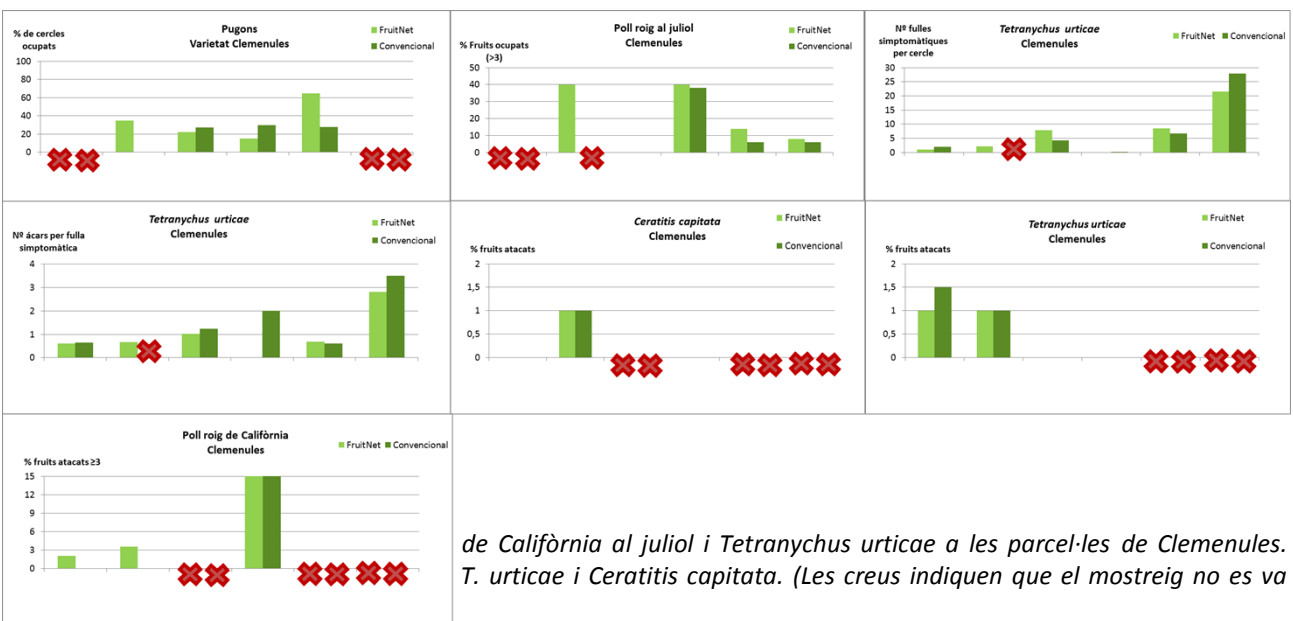 Pugons
Varietat Clemenules
% de cercles
ocupats
FruitNet
Convencional
100
80
60
40
20
0
Poll roig al juliol
Clemenules
% Fruits ocupats
(>3)
FruitNet
Convencional
50
40
30
20
10
0
Tetranychus urticae
Clemenules
Nº fulles
simptomàtiques
per cercle
FruitNet Convencional
30
25
20
15
10
5
0
Tetranychus urticae
Clemenules
Nº ácars per fulla
simptomàtica
FruitNet
Convencional
4
3
2
1
0
Ceratitis capitata
Clemenules
% fruits atacats
FruitNet
Convencional
2
1,5
1
0,5
0
Tetranychus urticae
Clemenules
% fruits atacats
FruitNet
Convencional
2
1,5
1
0,5
0
Poll roig de Califòrnia
Clemenules
% fruits atacats ≥3
FruitNet Convencional
15
12
9
6
3
0
de Califòrnia al juliol i Tetranychus urticae a les parcel·les de Clemenules.
T. urticae i Ceratitis capitata. (Les creus indiquen que el mostreig no es va